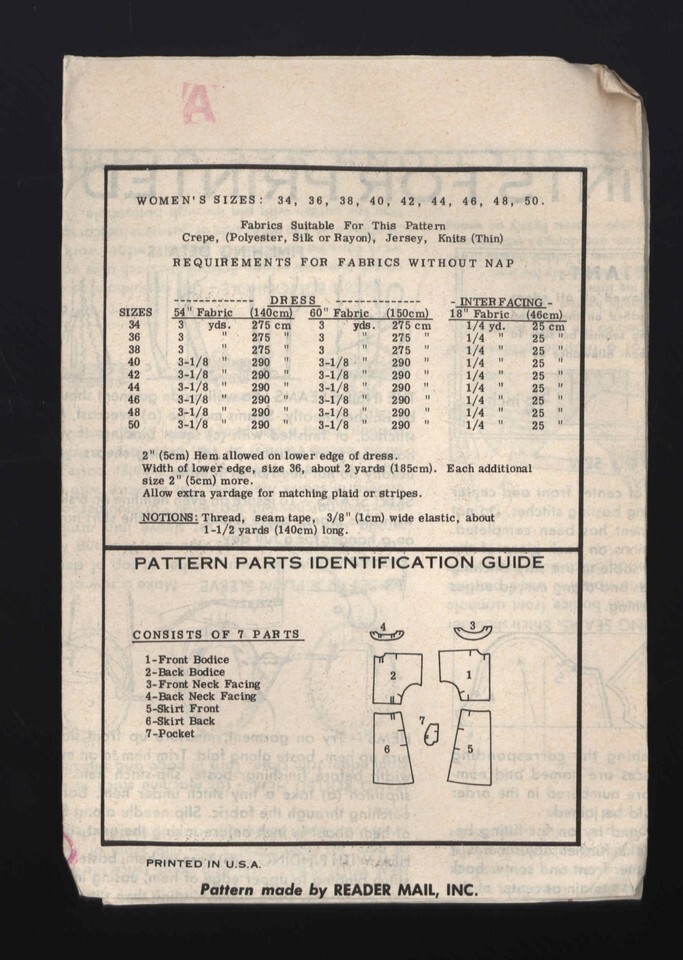 A
WOMEN'S SIZES: 34, 36, 38, 40, 42, 44, 46, 48, 50.
Fabrics Suitable For This Pattern
Crepe, (Polyester, Silk or Rayon), Jersey, Knits (Thin)
REQUIREMENTS FOR FABRICS WITHOUT NAP
------------- DRESS -------------- - INTERFACING -
SIZES 54" Fabric (140cm) 60" Fabric (150cm) 18" Fabric (46cm)
34 3 yds. 275 cm 3 yds. 275 cm 1/4 yd. 25 cm
36 3 " 275 " 3 " 275 " 1/4 " 25 "
38 3 " 275 " 3 " 275 " 1/4 " 25 "
40 3-1/8 " 290 " 3-1/8 " 290 " 1/4 " 25 "
42 3-1/8 " 290 " 3-1/8 " 290 " 1/4 " 25 "
44 3-1/8 " 290 " 3-1/8 " 290 " 1/4 " 25 "
46 3-1/8 " 290 " 3-1/8 " 290 " 1/4 " 25 "
48 3-1/8 " 290 " 3-1/8 " 290 " 1/4 " 25 "
50 3-1/8 " 290 " 3-1/8 " 290 " 1/4 " 25 "
2" (5cm) Hem allowed on lower edge of dress.
Width of lower edge, size 36, about 2 yards (185cm). Each additional
size 2" (5cm) more.
Allow extra yardage for matching plaid or stripes.
NOTIONS: Thread, seam tape, 3/8" (1cm) wide elastic, about
1-1/2 yards (140cm) long.
PATTERN PARTS IDENTIFICATION GUIDE
CONSISTS OF 7 PARTS
1-Front Bodice
2-Back Bodice
3-Front Neck Facing
4-Back Neck Facing
5-Skirt Front
6-Skirt Back
7-Pocket
4 3
2 1
7
6 5
PRINTED IN U.S.A.
Pattern made by READER MAIL, INC.